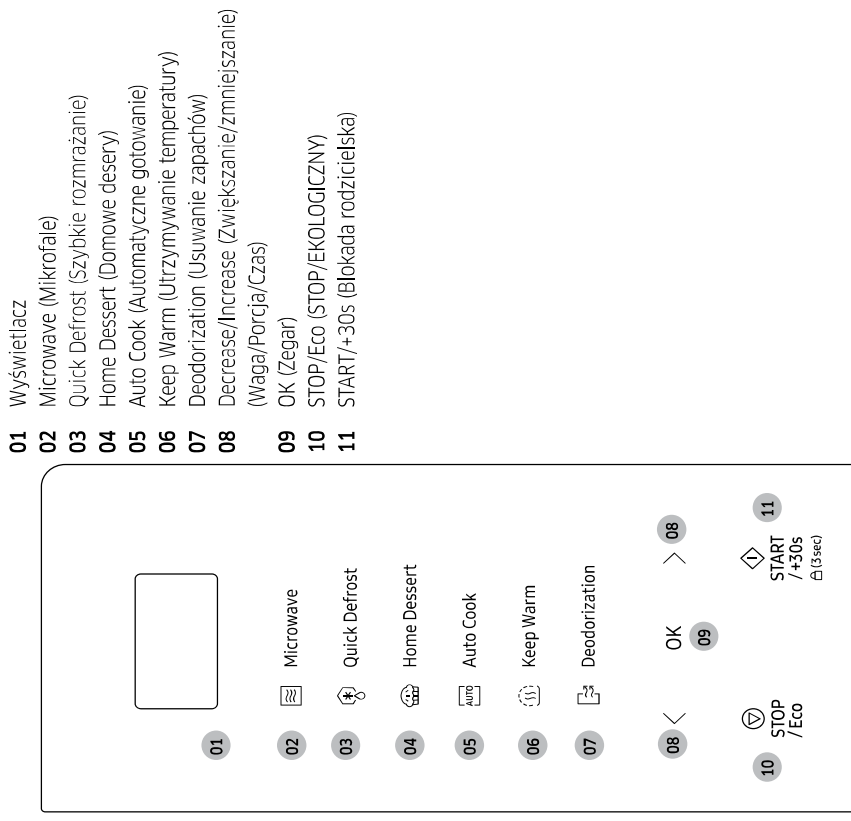 01 Wyświetlacz
02 Microwave (Mikrofale)
03 Quick Defrost (Szybkie rozmrażanie)
04 Home Dessert (Domowe desery)
05 Auto Cook (Automatyczne gotowanie)
06 Keep Warm (Utrzymywanie temperatury)
07 Deodorization (Usuwanie zapachów)
08 Decrease/Increase (Zwiększanie/zmniejszanie)
(Waga/Porcja/Czas)
09 OK (Zegar)
10 STOP/Eco (STOP/EKOLOGICZNY)
11 START/+30s (Blokada rodzicielska)
01
02 Microwave
03 Quick Defrost
04 Home Dessert
05 AUTO Auto Cook
06 Keep Warm
07 Deodorization
08 < OK > 08
09
10 STOP
/Eco
START 11
/+30s
(3 sec)